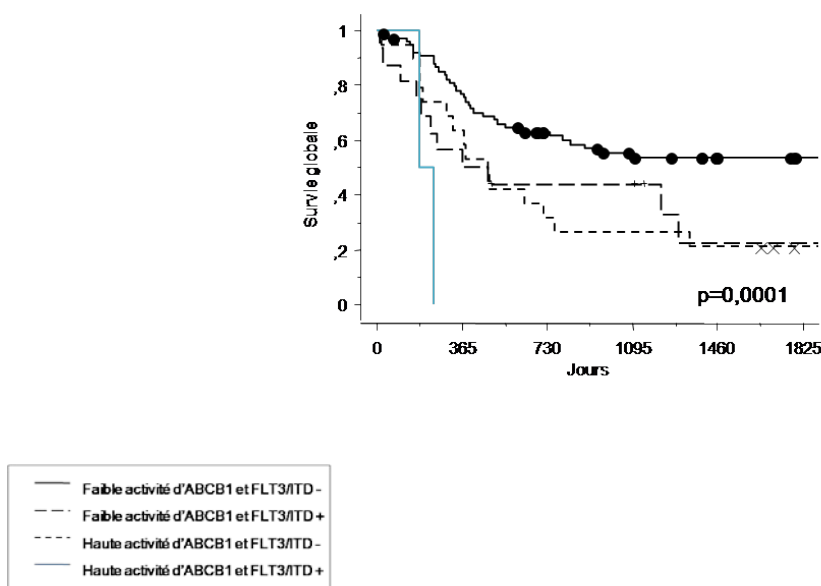 1
,8
,6
,4
,2
0
Survie globale
p=0,0001
0 365 730 1095 1460 1825
Jours
Faible activité d'ABCB1 et FLT3/ITD -
Faible activité d'ABCB1 et FLT3/ITD +
Haute activité d'ABCB1 et FLT3/ITD -
Haute activité d'ABCB1 et FLT3/ITD +